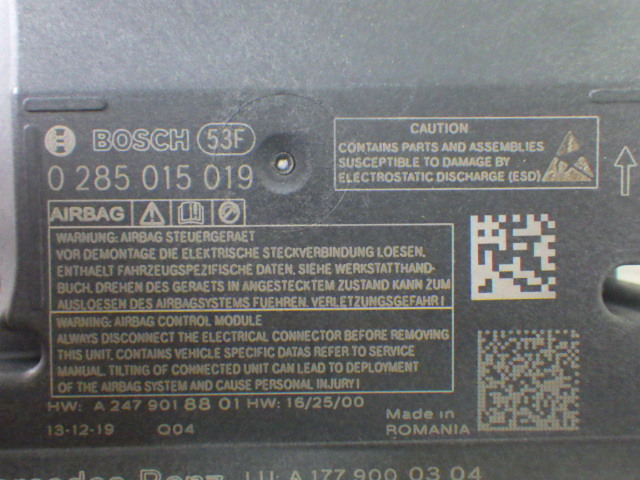 BOSCH 53F
0 285 015 019
CAUTION
CONTAINS PARTS AND ASSEMBLIES
SUSCEPTIBLE TO DAMAGE BY
ELECTROSTATIC DISCHARGE (ESD)
AIRBAG
WARNUNG: AIRBAG STEUERGERAET
VOR DEMONTAGE DIE ELEKTRISCHE STECKVERBINDUNG LOESEN.
ENTHAELT FAHRZEUGSPEZIFISCHE DATEN. SIEHE WERKSTATTHAND-
BUCH. DREHEN DES GERAETS IN ANGESTECKTEM ZUSTAND KANN ZUM
AUSLOESEN DES AIRBAGSYSTEMS FUEHREN. VERLETZUNGSGEFAHR!
WARNING: AIRBAG CONTROL MODULE
ALWAYS DISCONNECT THE ELECTRICAL CONNECTOR BEFORE REMOVING
THIS UNIT. CONTAINS VEHICLE SPECIFIC DATAS REFER TO SERVICE
MANUAL. TILTING OF CONNECTED UNIT CAN LEAD TO DEPLOYMENT
OF THE AIRBAG SYSTEM AND CAUSE PERSONAL INJURY!
HW: A 247 901 88 01 HW: 16/25/00
13-12-19 Q04
Made in
ROMANIA
A 177 900 03 04